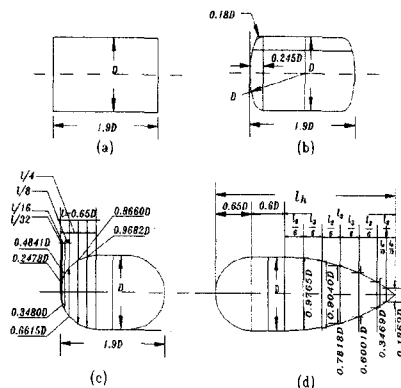 D
1.9D
(a)
0.18D
D
0.245D
D
1.9D
(b)
l/4
l/8
l/16
l/32
l=0.65D
0.8660D
0.9682D
0.4841D
0.2478D
0.3480D
0.6615D
D
1.9D
(c)
0.65D
0.6D
D
0.9765D
0.9040D
0.7818D
0.6001D
0.3469D
(d)